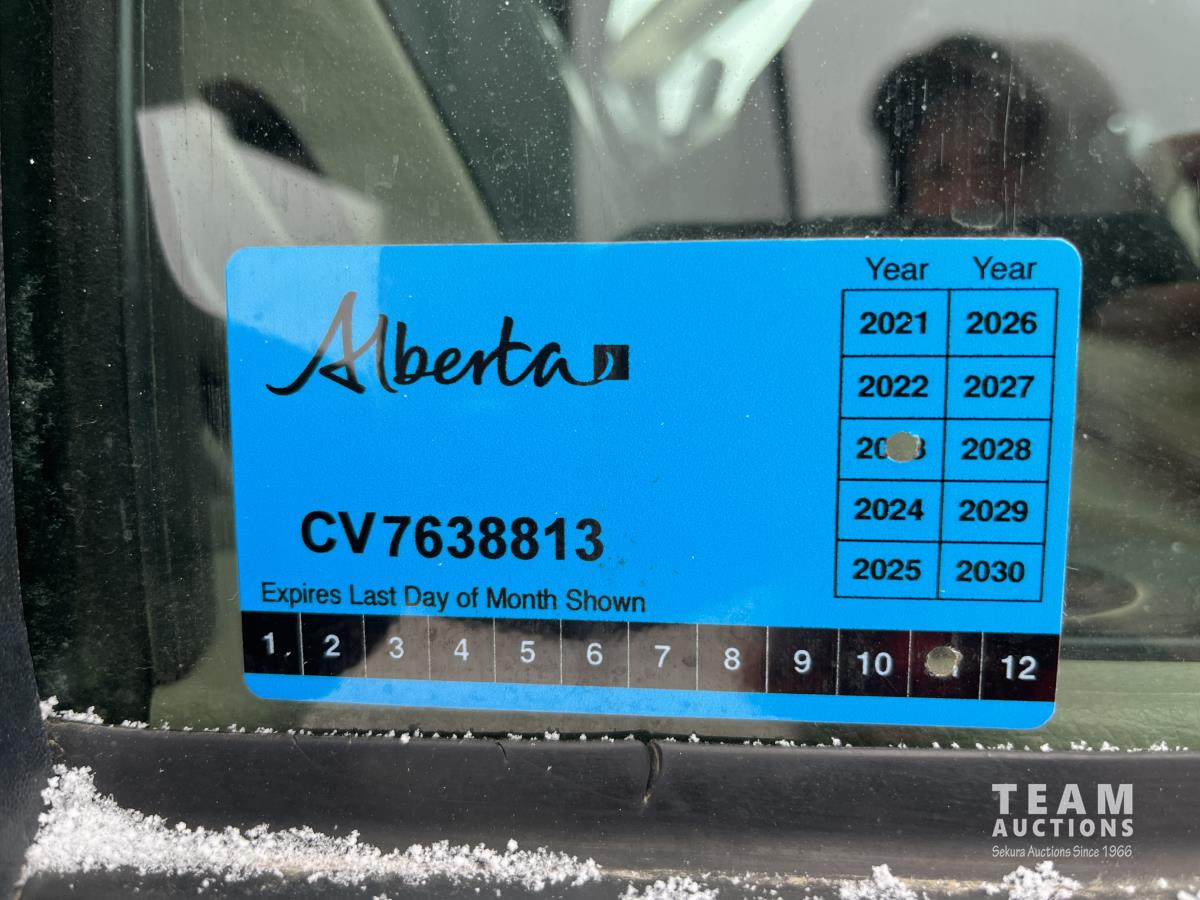 Alberta
Year Year
2021 2026
2022 2027
2028
2024 2029
2025 2030
CV7638813
Expires Last Day of Month Shown
1 2 3 4 5 6 7 8 9 10 12
TEAM
AUCTIONS
Sekura Auctions Since 1966